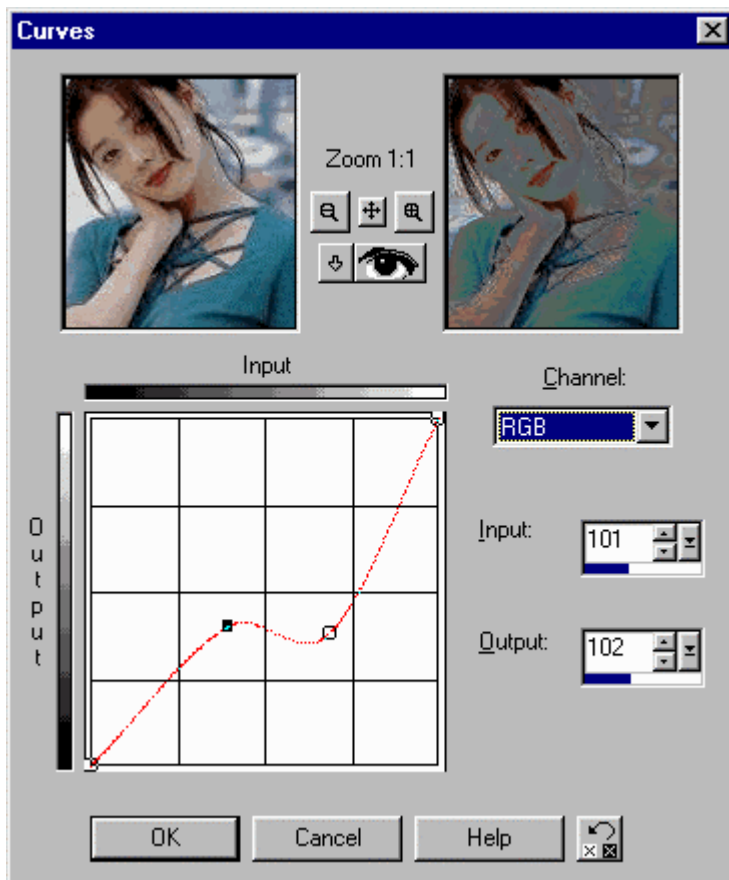 Curves
Zoom 1:1
Input
Channel:
RGB
Output
Input:
101
Output:
102
OK
Cancel
Help